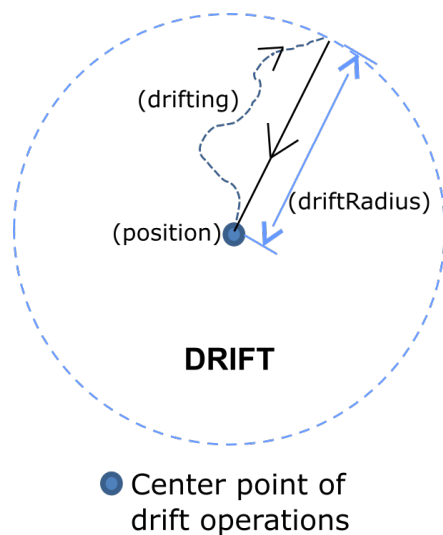 (drifting)
(driftRadius)
(position)
DRIFT
Center point of
drift operations